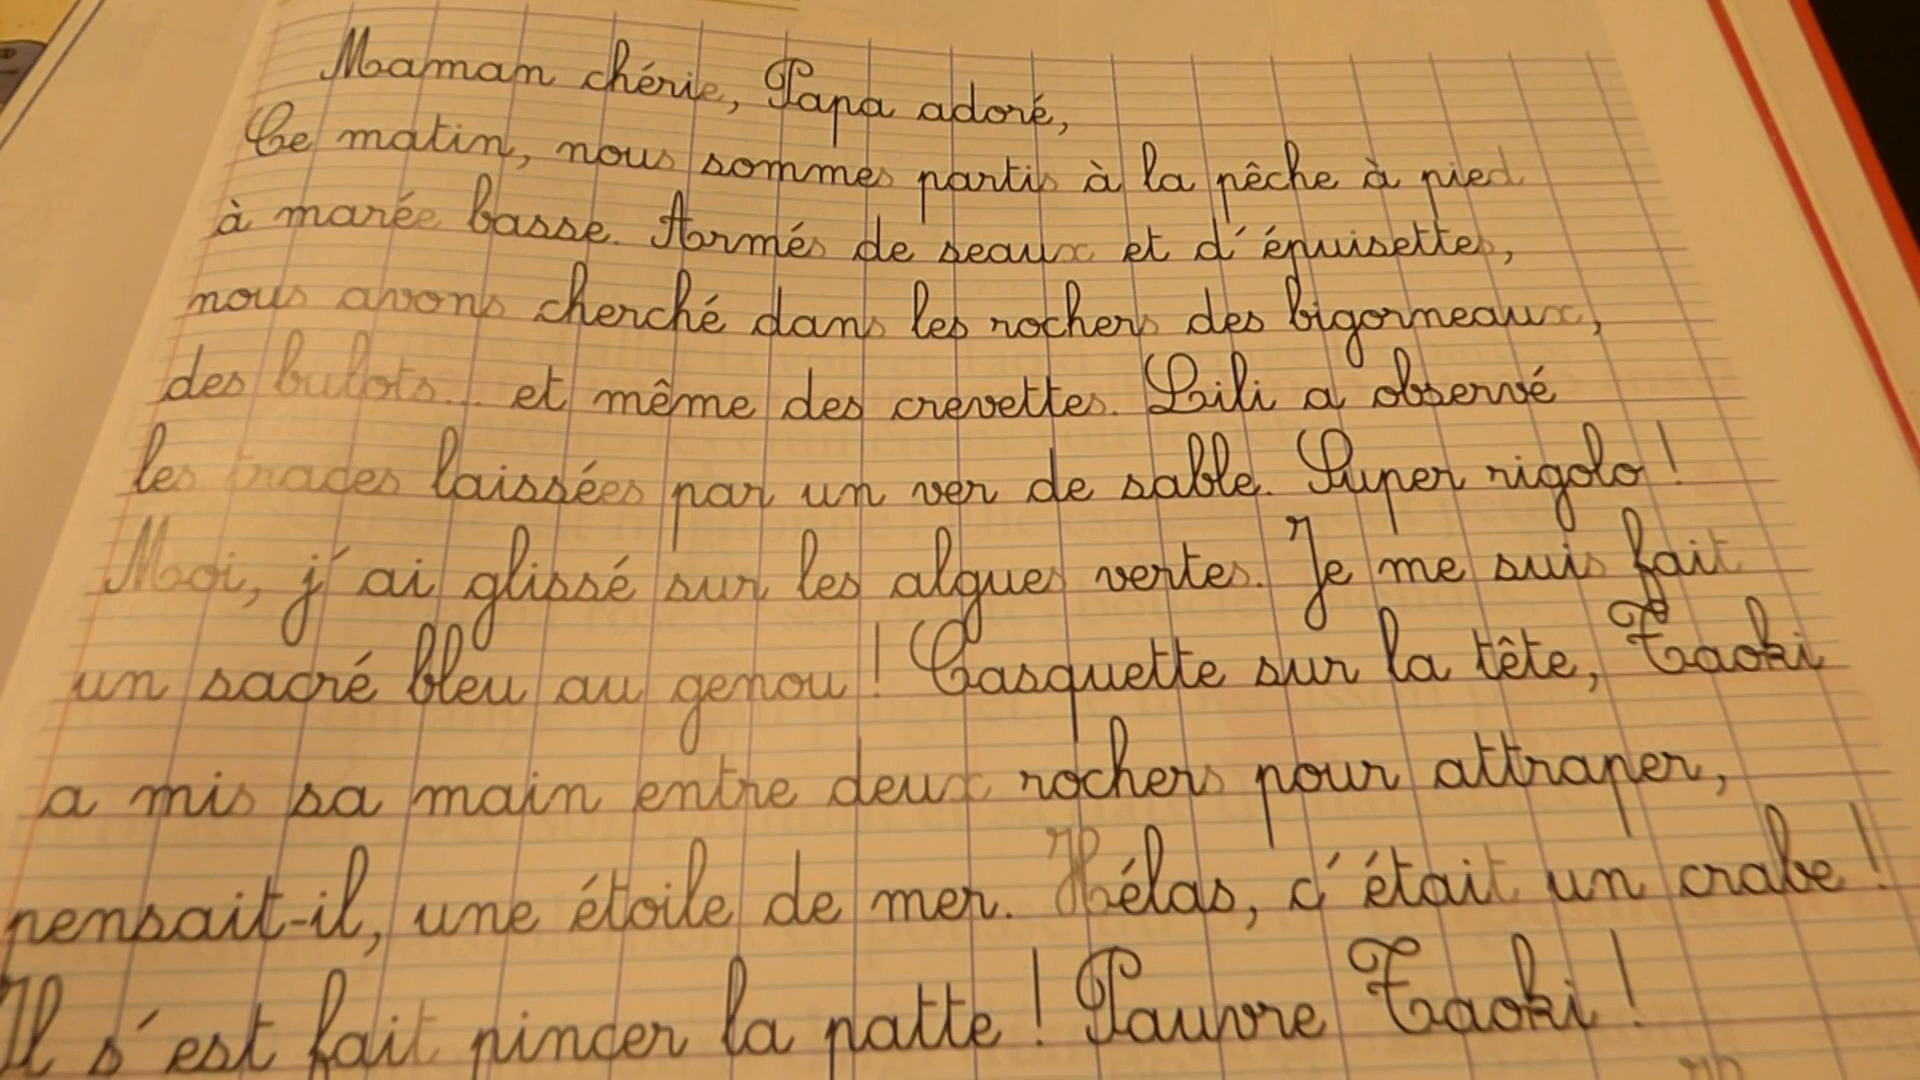 Maman chérie, Papa adoré,
Ce matin, nous sommes partis à la pêche à pied
à marée basse. Armés de seaux et d'épuisettes,
nous avons cherché dans les rochers des bigorneaux,
des bulots... et même des crevettes. Lili a observé
les traces laissées par un ver de sable. Super rigolo !
Moi, j'ai glissé sur les algues vertes. Je me suis fait
un sacré bleu au genou ! Casquette sur la tête, Taoki
a mis sa main entre deux rochers pour attraper,
pensait-il, une étoile de mer. Hélas, c'était un crabe !
Il s'est fait pincer la patte ! Pauvre Taoki !